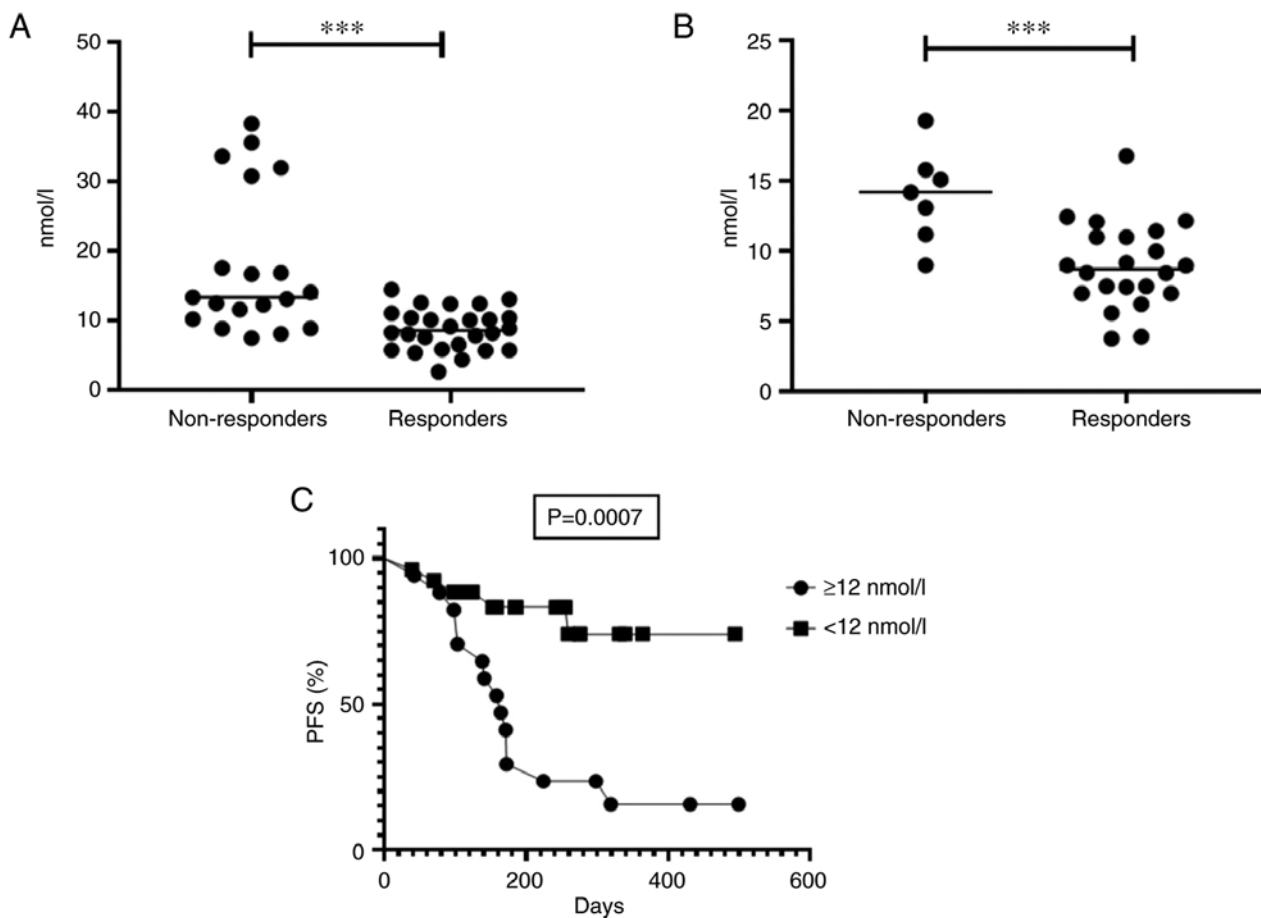 A
***
50
40
30
20
10
0
nmol/l
Non-responders
Responders
B
***
25
20
15
10
5
0
nmol/l
Non-responders
Responders
C
P=0.0007
100
50
0
PFS (%)
0
200
400
600
Days
≥12 nmol/l
<12 nmol/l